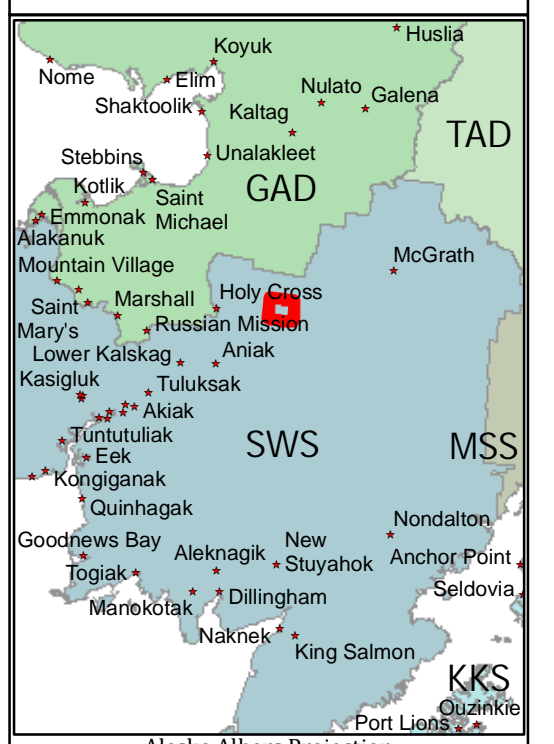 Huslia
Koyuk
Nome
Elim
Nulato
Galena
Shaktoolik
Kaltag
TAD
Stebbins
Unalakleet
Kotlik
GAD
Saint
Michael
Emmonak
Alakanuk
McGrath
Mountain Village
Holy Cross
Saint
Mary's
Marshall
Russian Mission
Lower Kalskag
Aniak
Kasigluk
Tuluksak
Akiak
Tuntutuliak
SWS
MSS
Eek
Kongiganak
Quinhagak
Nondalton
Goodnews Bay
Aleknagik
New
Stuyahok
Anchor Point
Togiak
Seldovia
Manokotak
Dillingham
Naknek
King Salmon
KKS
Ouzinkie
Port Lions
Alaska Albers Projection